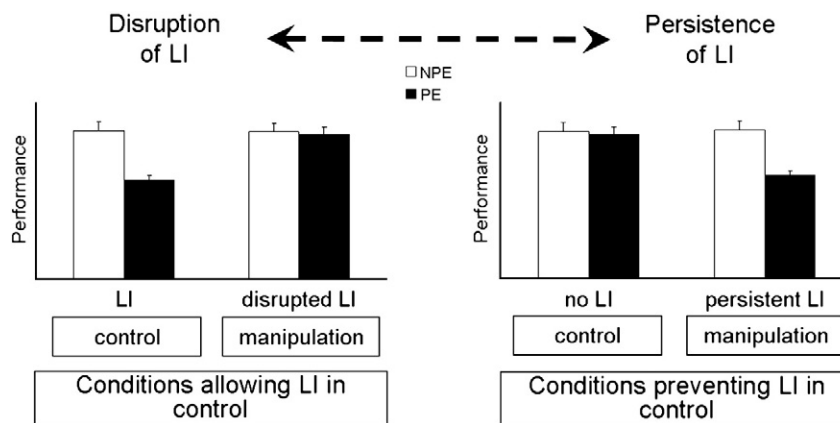 Disruption
of LI
Persistence
of LI
NPE
PE
Performance
LI
disrupted LI
control
manipulation
Conditions allowing LI in
control
Performance
no LI
persistent LI
control
manipulation
Conditions preventing LI in
control